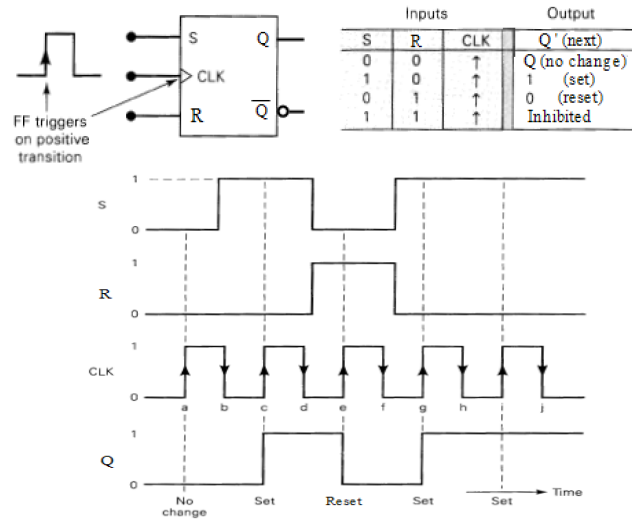 Inputs Output
S R CLK Q' (next)
0 0 ↑ Q (no change)
1 0 ↑ 1 (set)
0 1 ↑ 0 (reset)
1 1 ↑ Inhibited
S Q
CLK
R Q̅
FF triggers
on positive
transition
1
S
0
1
R
0
1
CLK
0
a b c d e f g h i j
1
Q
0
No
change
Set Reset Set Set Time